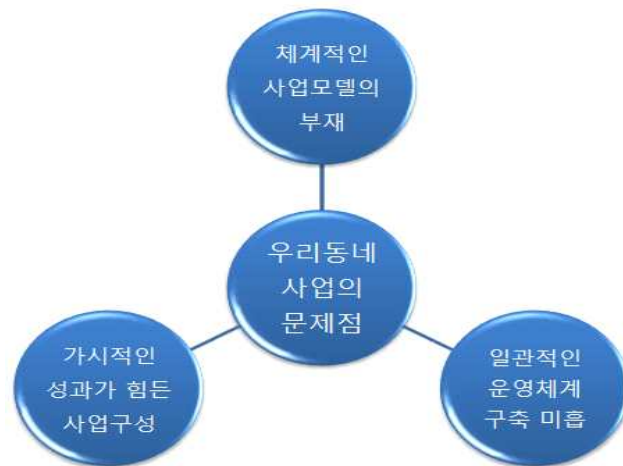 체계적인
사업모델의
부재
우리동네
사업의
문제점
가시적인
성과가 힘든
사업구성
일관적인
운영체계
구축 미흡